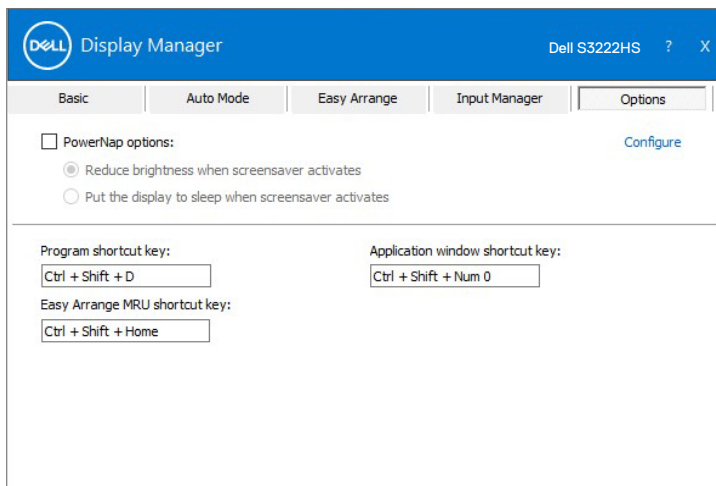 DELL Display Manager Dell S3222HS ? X
Basic Auto Mode Easy Arrange Input Manager Options
PowerNap options: Configure
Reduce brightness when screensaver activates
Put the display to sleep when screensaver activates
Program shortcut key: Application window shortcut key:
Ctrl + Shift + D Ctrl + Shift + Num 0
Easy Arrange MRU shortcut key:
Ctrl + Shift + Home